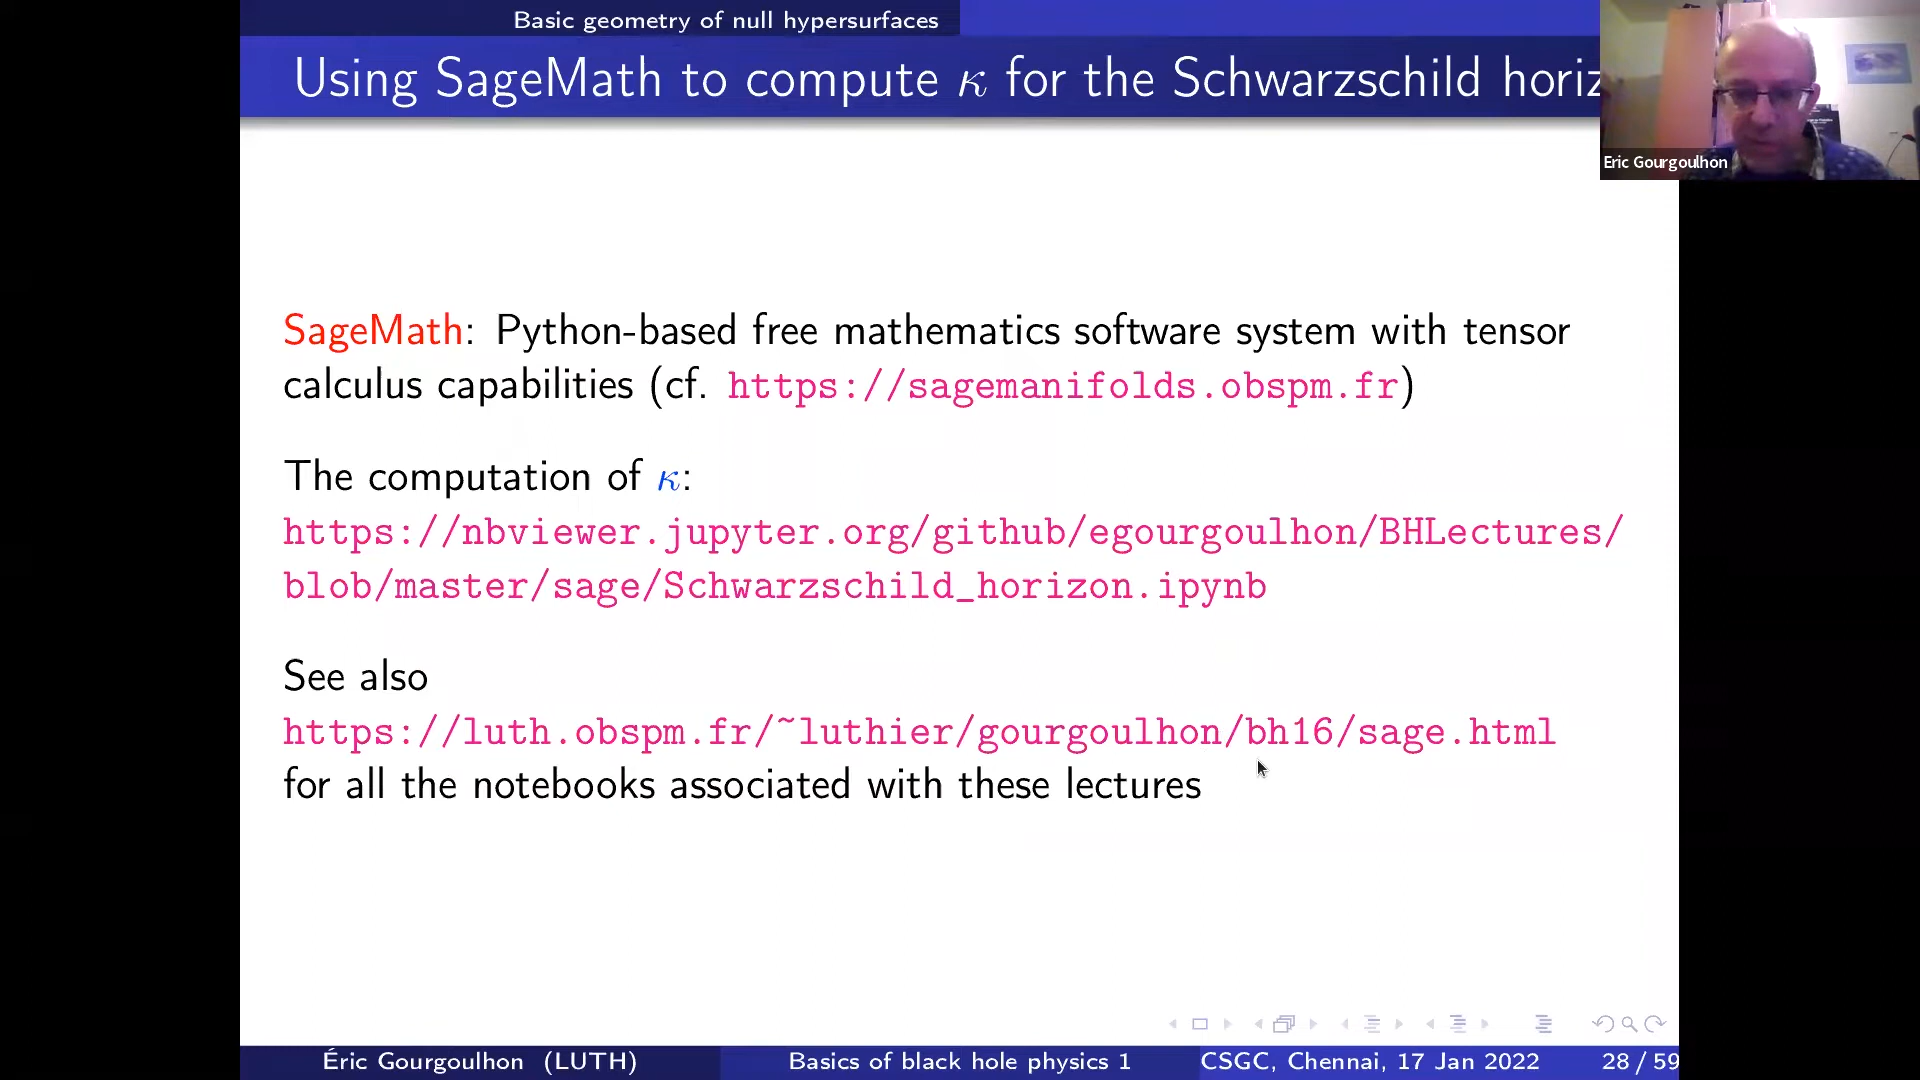 Basic geometry of null hypersurfaces
Using SageMath to compute κ for the Schwarzschild horiz
Eric Gourgoulhon
SageMath: Python-based free mathematics software system with tensor
calculus capabilities (cf. https://sagemanifolds.obspm.fr)
The computation of κ:
https://nbviewer.jupyter.org/github/egourgoulhon/BHLectures/
blob/master/sage/Schwarzschild_horizon.ipynb
See also
https://luth.obspm.fr/~luthier/gourgoulhon/bh16/sage.html
for all the notebooks associated with these lectures
Éric Gourgoulhon (LUTH) Basics of black hole physics 1 CSGC, Chennai, 17 Jan 2022 28 / 59